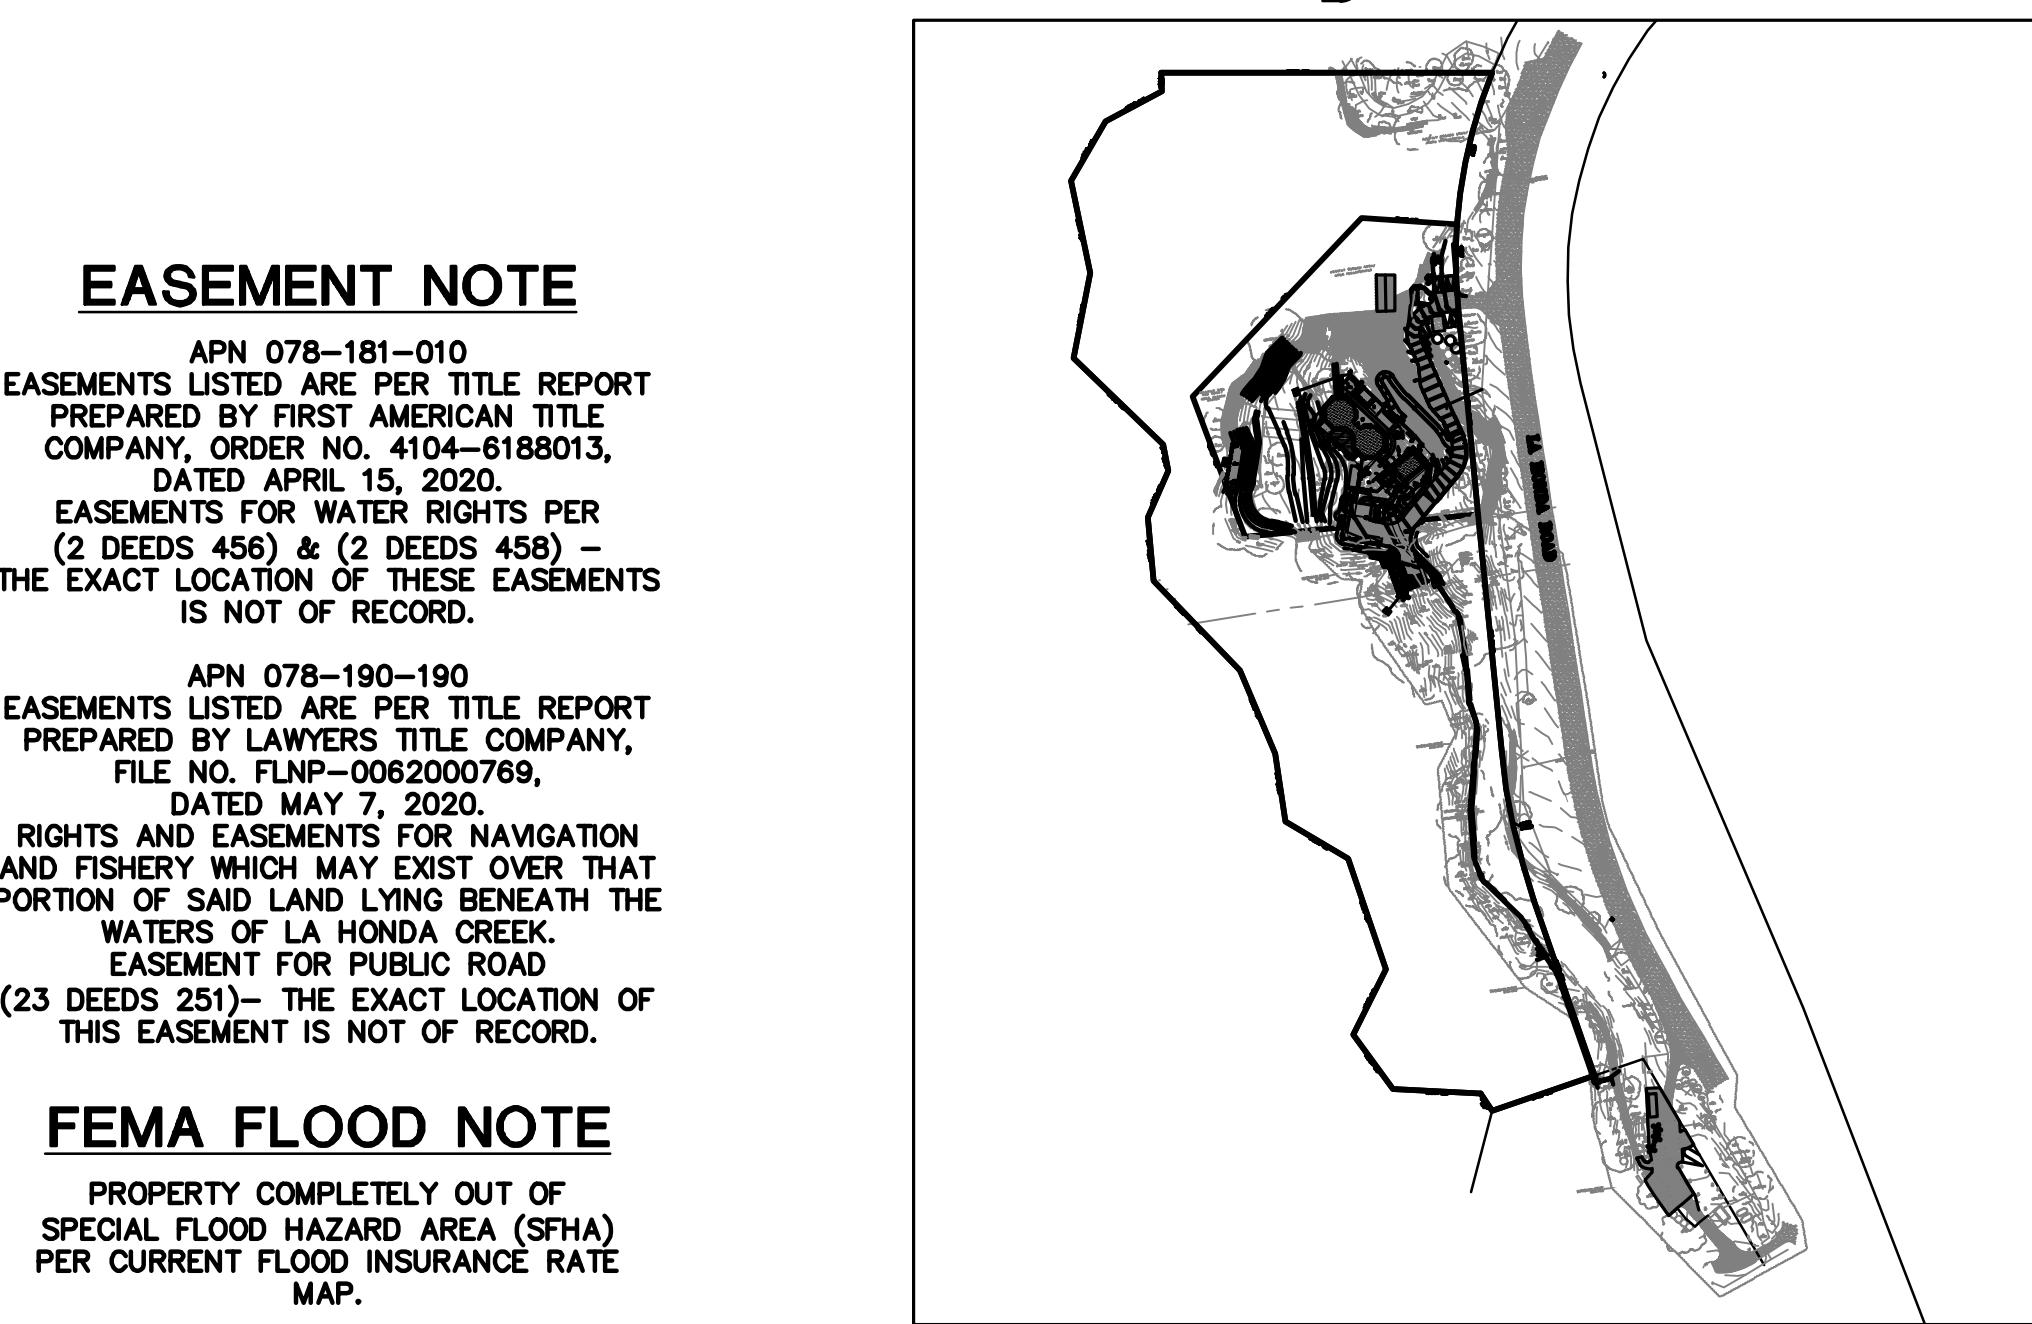 EASEMENT NOTE
APN 078-181-010
EASEMENTS LISTED ARE PER TITLE REPORT
PREPARED BY FIRST AMERICAN TITLE
COMPANY, ORDER NO. 4104-6188013,
DATED APRIL 15, 2020.
EASEMENTS FOR WATER RIGHTS PER
(2 DEEDS 456) & (2 DEEDS 458) -
THE EXACT LOCATION OF THESE EASEMENTS
IS NOT OF RECORD.
APN 078-190-190
EASEMENTS LISTED ARE PER TITLE REPORT
PREPARED BY LAWYERS TITLE COMPANY,
FILE NO. FLNP-0062000769,
DATED MAY 7, 2020.
RIGHTS AND EASEMENTS FOR NAVIGATION
AND FISHERY WHICH MAY EXIST OVER THAT
PORTION OF SAID LAND LYING BENEATH THE
WATERS OF LA HONDA CREEK.
EASEMENT FOR PUBLIC ROAD
(23 DEEDS 251)- THE EXACT LOCATION OF
THIS EASEMENT IS NOT OF RECORD.
FEMA FLOOD NOTE
PROPERTY COMPLETELY OUT OF
SPECIAL FLOOD HAZARD AREA (SFHA)
PER CURRENT FLOOD INSURANCE RATE
MAP.
LA HONDA ROAD